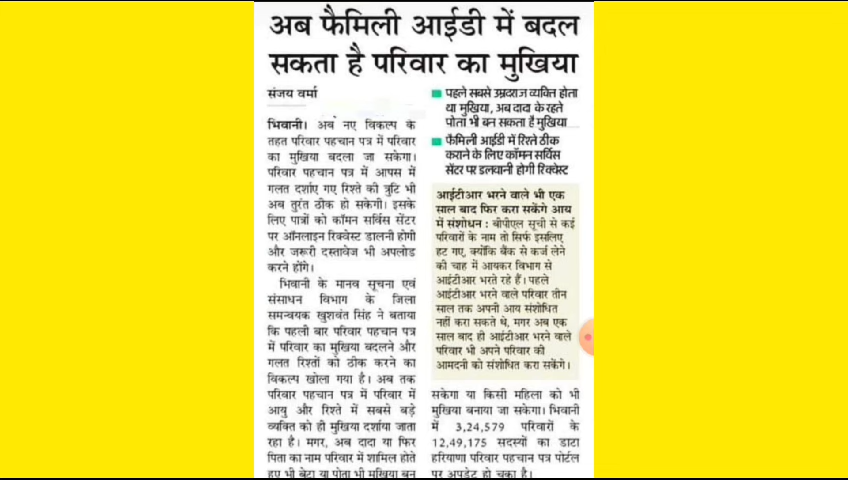 अब फैमिली आईडी में बदल
सकता है परिवार का मुखिया
संजय वर्मा
भिवानी। अब नए विकल्प के
तहत परिवार पहचान पत्र में परिवार
का मुखिया बदला जा सकेगा।
परिवार पहचान पत्र में आपस में
गलत दर्शाए गए रिश्ते की त्रुटि भी
अब तुरंत ठीक हो सकेगी। इसके
लिए पात्रों को कॉमन सर्विस सेंटर
पर ऑनलाइन रिक्वेस्ट डालनी होगी
और जरूरी दस्तावेज भी अपलोड
करने होंगे।
भिवानी के मानव सूचना एवं
संसाधन विभाग के जिला
समन्वयक खुशवंत सिंह ने बताया
कि पहली बार परिवार पहचान पत्र
में परिवार का मुखिया बदलने और
गलत रिश्तों को ठीक करने का
विकल्प खोला गया है। अब तक
परिवार पहचान पत्र में परिवार में
आयु और रिश्ते में सबसे बड़े
व्यक्ति को ही मुखिया दर्शाया जाता
रहा है। मगर, अब दादा या फिर
पिता का नाम परिवार में शामिल होते
हुए भी बेटा या पोता भी मुखिया बन
पहले सबसे उम्रदराज व्यक्ति होता
था मुखिया, अब दादा के रहते
पोता भी बन सकता है मुखिया
फैमिली आईडी में रिश्ते ठीक
कराने के लिए कॉमन सर्विस
सेंटर पर डलवानी होगी रिक्वेस्ट
आईटीआर भरने वाले भी एक
साल बाद फिर करा सकेंगे आय
में संशोधन : बीपीएल सूची से कई
परिवारों के नाम तो सिर्फ इसलिए
हट गए, क्योंकि बैंक से कर्ज लेने
की चाह में आयकर विभाग से
आईटीआर भरते रहे हैं। पहले
आईटीआर भरने वाले परिवार तीन
साल तक अपनी आय संशोधित
नहीं करा सकते थे, मगर अब एक
साल बाद ही आईटीआर भरने वाले
परिवार भी अपने परिवार की
आमदनी को संशोधित करा सकेंगे।
सकेगा या किसी महिला को भी
मुखिया बनाया जा सकेगा। भिवानी
में 3,24,579 परिवारों के
12,49,175 सदस्यों का डाटा
हरियाणा परिवार पहचान पत्र पोर्टल
पर अपडेट हो चुका है।